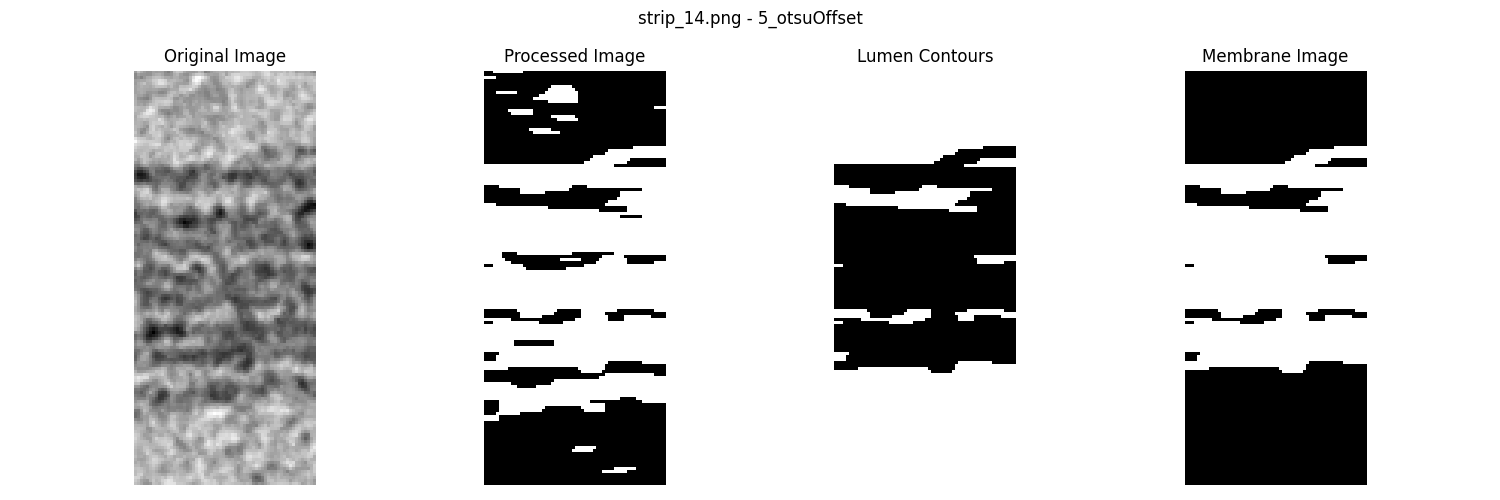 strip_14.png - 5_otsuOffset
Original Image
Processed Image
Lumen Contours
Membrane Image